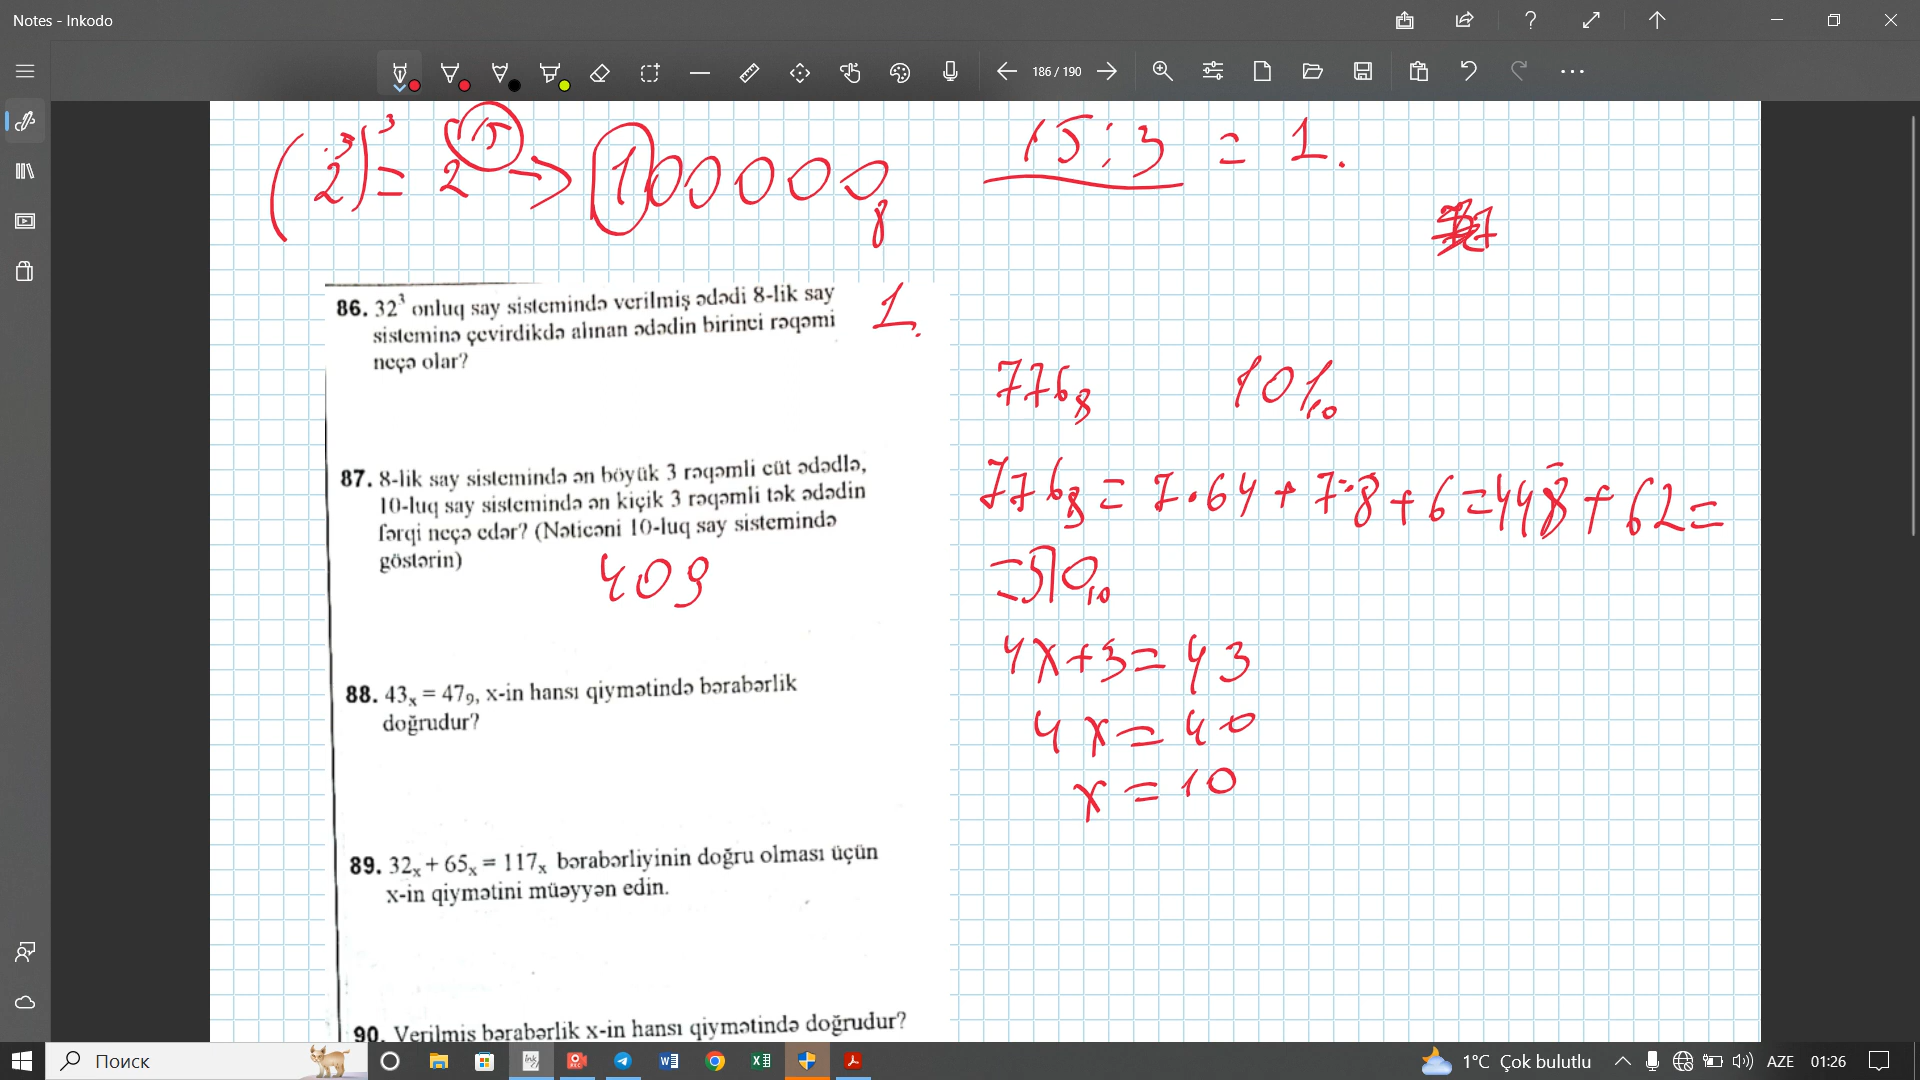 Notes - Inkodo
186 / 190
(2³)³ = 2¹⁵ → 100000₈
15 : 3 = 1.
86. 32³ onluq say sistemində verilmiş ədədi 8-lik say
sisteminə çevirdikdə alınan ədədin birinci rəqəmi
neçə olar?
1.
776₈ 101₁₀
87. 8-lik say sistemində ən böyük 3 rəqəmli cüt ədədlə,
10-luq say sistemində ən kiçik 3 rəqəmli tək ədədin
fərqi neçə edər? (Nəticəni 10-luq say sistemində
göstərin)
409
776₈ = 7·64 + 7·8 + 6 = 448 + 62 =
= 510₁₀
4x + 3 = 43
4x = 40
x = 10
88. 43ₓ = 47₉, x-in hansı qiymətində bərabərlik
doğrudur?
89. 32ₓ + 65ₓ = 117ₓ bərabərliyinin doğru olması üçün
x-in qiymətini müəyyən edin.
90. Verilmiş bərabərlik x-in hansı qiymətində doğrudur?
Поиск
1°C Çok bulutlu
AZE
01:26